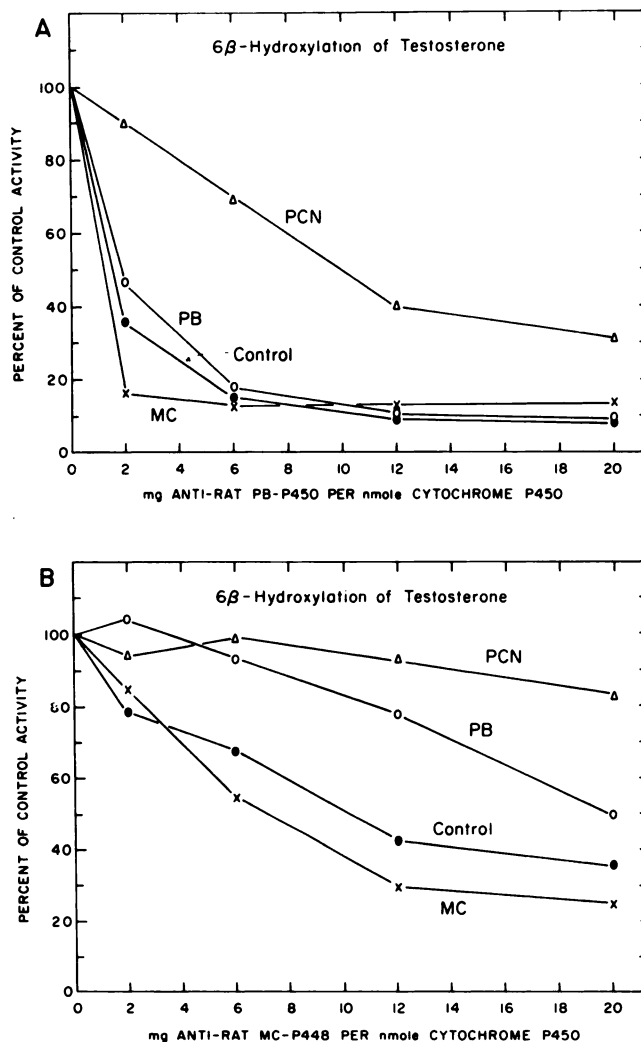 A
6β-Hydroxylation of Testosterone
PERCENT OF CONTROL ACTIVITY
100
80
60
40
20
0
PCN
PB
Control
MC
0 2 4 6 8 10 12 14 16 18 20
mg ANTI-RAT PB-P450 PER nmole CYTOCHROME P450
B
6β-Hydroxylation of Testosterone
PERCENT OF CONTROL ACTIVITY
100
80
60
40
20
0
PCN
PB
Control
MC
0 2 4 6 8 10 12 14 16 18 20
mg ANTI-RAT MC-P448 PER nmole CYTOCHROME P450